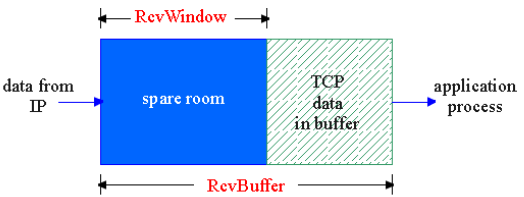 RcvWindow
data from
IP
spare room
TCP
data
in buffer
application
process
RcvBuffer